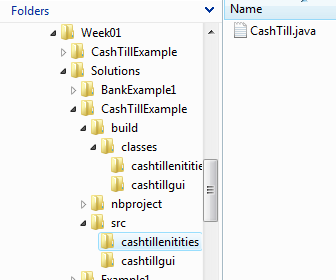 Folders
Name
Week01
CashTillExample
Solutions
BankExample1
CashTillExample
build
classes
cashtillenitities
cashtillgui
nbproject
src
cashtillenitities
cashtillgui
Example1
CashTill.java